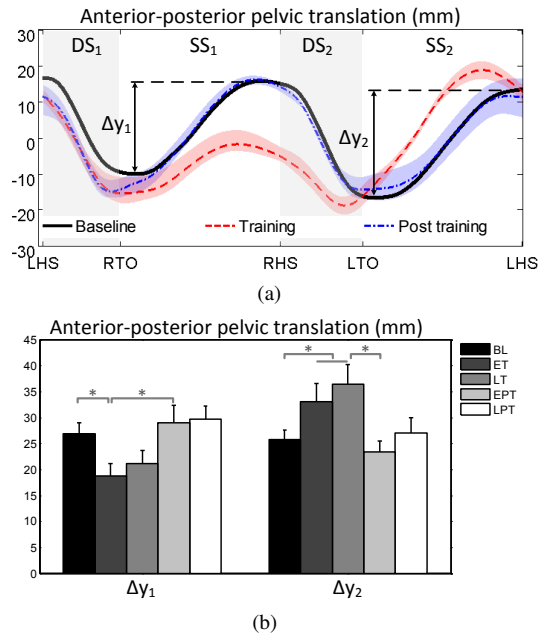 Anterior-posterior pelvic translation (mm)
DS1 SS1 DS2 SS2
30
20
10
0
-10
-20
30
Δy1
Δy2
Baseline Training Post training
LHS RTO RHS LTO LHS
(a)
Anterior-posterior pelvic translation (mm)
45
40
35
30
25
20
15
10
5
0
* * * *
BL
ET
LT
EPT
LPT
Δy1 Δy2
(b)